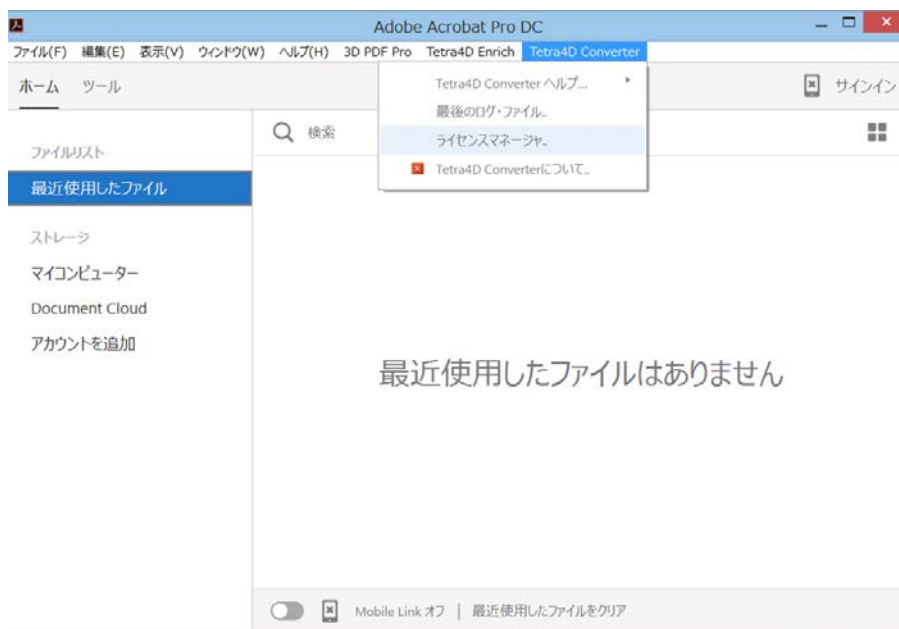 Adobe Acrobat Pro DC
ファイル(F) 編集(E) 表示(V) ウィンドウ(W) ヘルプ(H) 3D PDF Pro Tetra4D Enrich Tetra4D Converter
ホーム ツール サインイン
Tetra4D Converter ヘルプ...
最後のログ・ファイル...
ライセンスマネージャ...
Tetra4D Converterについて...
検索
ファイルリスト
最近使用したファイル
ストレージ
マイコンピューター
Document Cloud
アカウントを追加
最近使用したファイルはありません
Mobile Link オフ | 最近使用したファイルをクリア